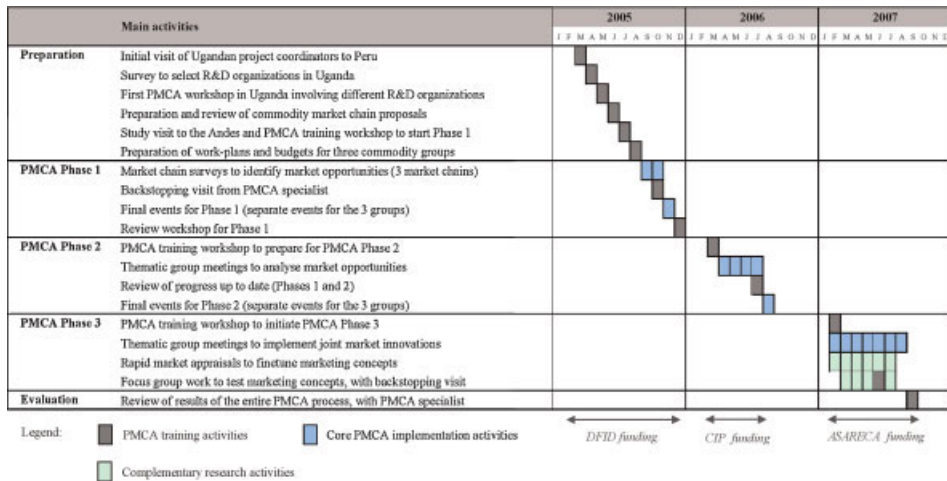 Main activities 2005 2006 2007
J F M A M J J A S O N D J F M A M J J A S O N D J F M A M J J A S O N D
Preparation Initial visit of Ugandan project coordinators to Peru
Survey to select R&D organizations in Uganda
First PMCA workshop in Uganda involving different R&D organizations
Preparation and review of commodity market chain proposals
Study visit to the Andes and PMCA training workshop to start Phase 1
Preparation of work-plans and budgets for three commodity groups
PMCA Phase 1 Market chain surveys to identify market opportunities (3 market chains)
Backstopping visit from PMCA specialist
Final events for Phase 1 (separate events for the 3 groups)
Review workshop for Phase 1
PMCA Phase 2 PMCA training workshop to prepare for PMCA Phase 2
Thematic group meetings to analyse market opportunities
Review of progress up to date (Phases 1 and 2)
Final events for Phase 2 (separate events for the 3 groups)
PMCA Phase 3 PMCA training workshop to initiate PMCA Phase 3
Thematic group meetings to implement joint market innovations
Rapid market appraisals to finetune marketing concepts
Focus group work to test marketing concepts, with backstopping visit
Evaluation Review of results of the entire PMCA process, with PMCA specialist
Legend: PMCA training activities Core PMCA implementation activities DFID funding CIP funding ASARECA funding
Complementary research activities